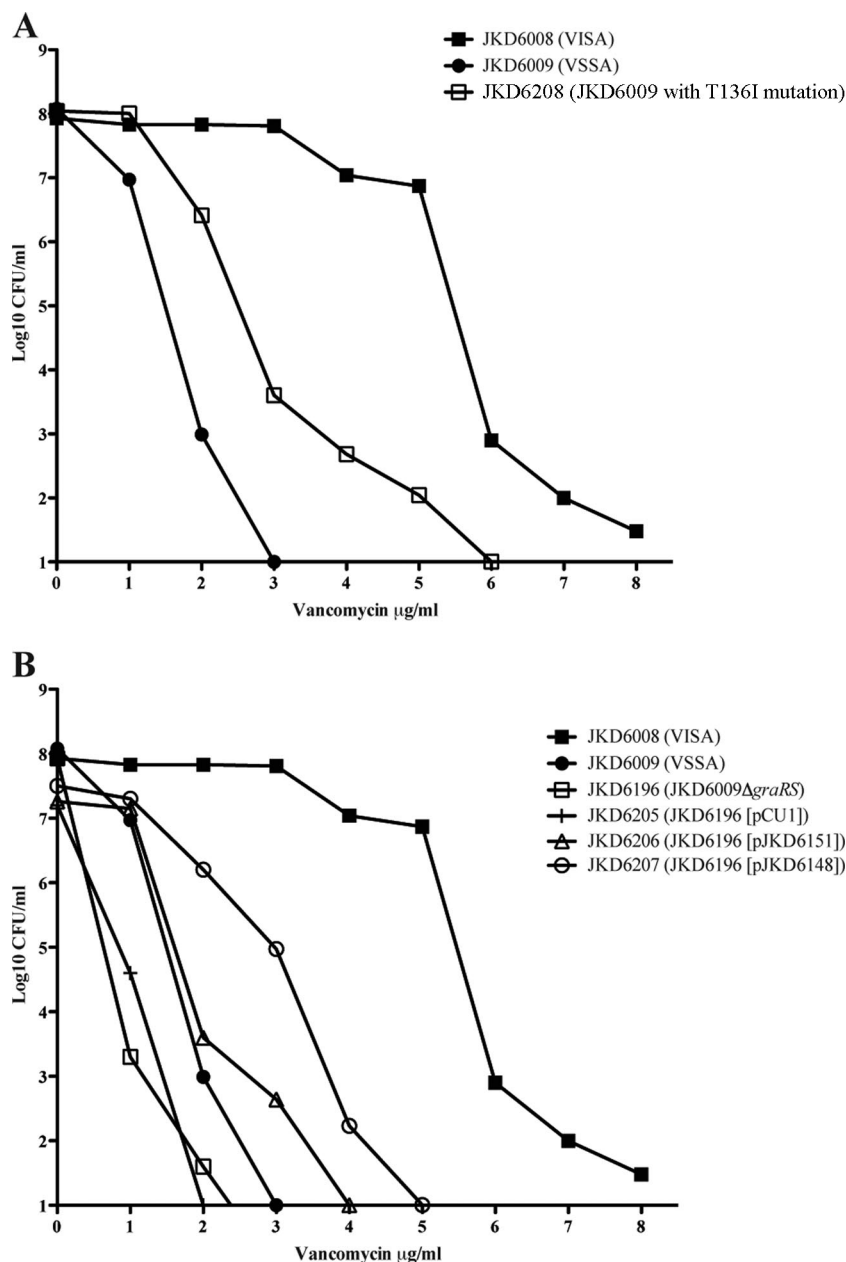 A
JKD6008 (VISA)
JKD6009 (VSSA)
JKD6208 (JKD6009 with T136I mutation)
9
8
7
6
5
4
3
2
1
Log10 CFU/ml
0 1 2 3 4 5 6 7 8
Vancomycin µg/ml
B
JKD6008 (VISA)
JKD6009 (VSSA)
JKD6196 (JKD6009ΔgraRS)
JKD6205 (JKD6196 [pCU1])
JKD6206 (JKD6196 [pJKD6151])
JKD6207 (JKD6196 [pJKD6148])
9
8
7
6
5
4
3
2
1
Log10 CFU/ml
0 1 2 3 4 5 6 7 8
Vancomycin µg/ml